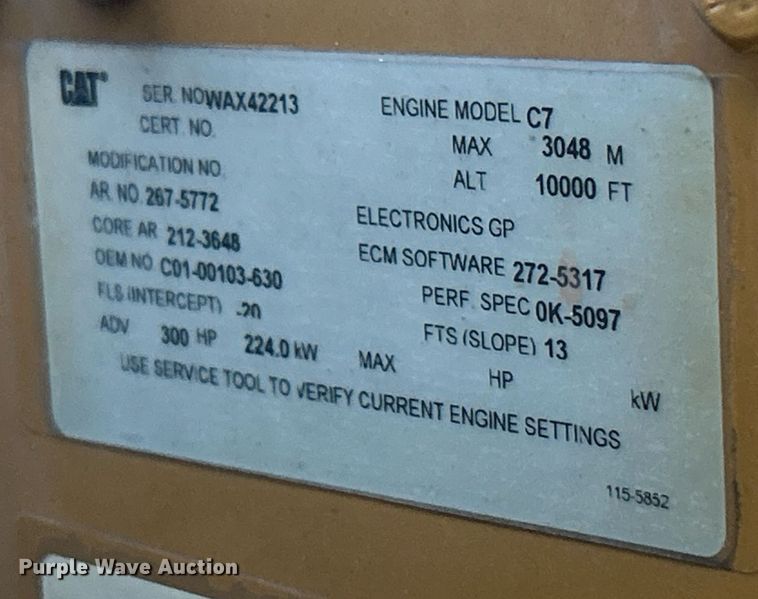 CAT®
SER. NO WAX42213
CERT. NO.
MODIFICATION NO.
AR. NO. 267-5772
CORE AR 212-3648
OEM NO C01-00103-630
FLS (INTERCEPT) -20
ADV 300 HP 224.0 kW MAX HP kW
ENGINE MODEL C7
MAX 3048 M
ALT 10000 FT
ELECTRONICS GP
ECM SOFTWARE 272-5317
PERF. SPEC 0K-5097
FTS (SLOPE) 13
USE SERVICE TOOL TO VERIFY CURRENT ENGINE SETTINGS
115-5852
Purple Wave Auction